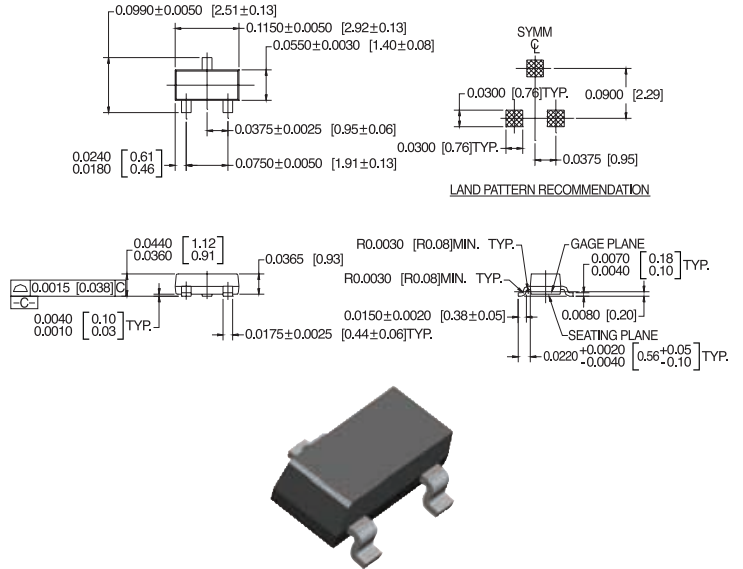 0.0990±0.0050 [2.51±0.13]
0.1150±0.0050 [2.92±0.13]
0.0550±0.0030 [1.40±0.08]
0.0375±0.0025 [0.95±0.06]
0.0240 [0.61]
0.0180 [0.46]
0.0750±0.0050 [1.91±0.13]
SYMM
℄
0.0300 [0.76]TYP.
0.0900 [2.29]
0.0300 [0.76]TYP.
0.0375 [0.95]
LAND PATTERN RECOMMENDATION
0.0440 [1.12]
0.0360 [0.91]
0.0365 [0.93]
0.0015 [0.038] C
-C-
0.0040 [0.10]
0.0010 [0.03] TYP.
0.0175±0.0025 [0.44±0.06]TYP.
R0.0030 [R0.08]MIN. TYP.
GAGE PLANE
0.0070 [0.18]
0.0040 [0.10] TYP.
R0.0030 [R0.08]MIN. TYP.
0.0150±0.0020 [0.38±0.05]
0.0080 [0.20]
SEATING PLANE
0.0220 +0.0020 -0.0040 [0.56 +0.05 -0.10] TYP.